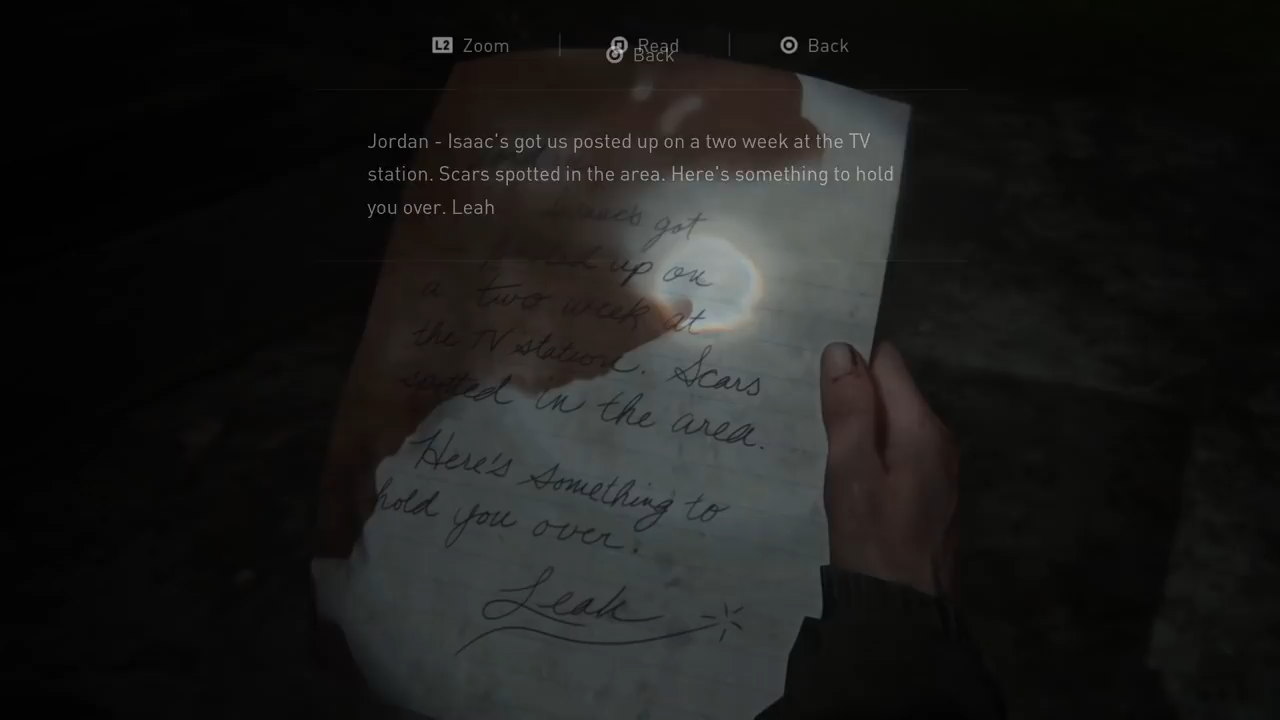 L2 Zoom Read Back
Back
Jordan - Isaac's got us posted up on a two week at the TV
station. Scars spotted in the area. Here's something to hold
you over. Leah
Isaac's got
posted up on
a two week at
the TV station. Scars
spotted in the area.
Here's something to
hold you over.
Leah